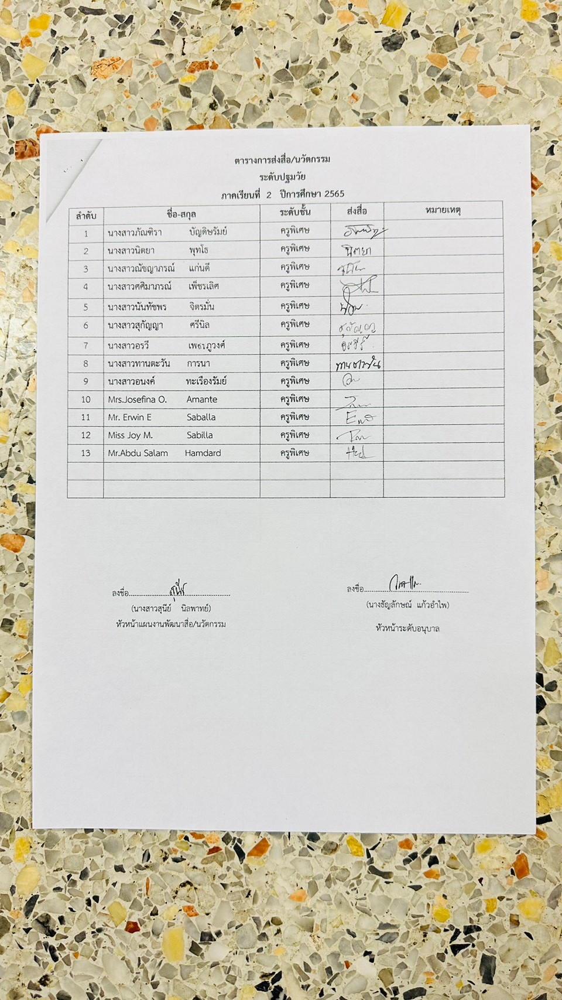 ตารางการส่งสื่อ/นวัตกรรม
ระดับปฐมวัย
ภาคเรียนที่ 2 ปีการศึกษา 2565
ลำดับ ชื่อ-สกุล ระดับชั้น ส่งสื่อ หมายเหตุ
1 นางสาวภัณฑิรา บัญดิษรัมย์ ครูพิเศษ
2 นางสาวนิตยา พุทโธ ครูพิเศษ นิตยา
3 นางสาวณัชญาภรณ์ แก่นดี ครูพิเศษ
4 นางสาวศศิมาภรณ์ เพ็ชรเลิศ ครูพิเศษ
5 นางสาวนันทัชพร จิตรมั่น ครูพิเศษ
6 นางสาวสุกัญญา ศรีนิล ครูพิเศษ สุกัญญา
7 นางสาวอรวี เพชรภูวงศ์ ครูพิเศษ
8 นางสาวทานตะวัน การนา ครูพิเศษ ทานตะวัน
9 นางสาวอนงค์ ทะเรืองรัมย์ ครูพิเศษ
10 Mrs.Josefina O. Amante ครูพิเศษ
11 Mr. Erwin E Saballa ครูพิเศษ
12 Miss Joy M. Sabilla ครูพิเศษ
13 Mr.Abdu Salam Hamdard ครูพิเศษ
ลงชื่อ ลงชื่อ
(นางสาวสุนีย์ นิลพาทย์) (นางธัญลักษณ์ แก้วอำไพ)
หัวหน้าแผนงานพัฒนาสื่อ/นวัตกรรม หัวหน้าระดับอนุบาล